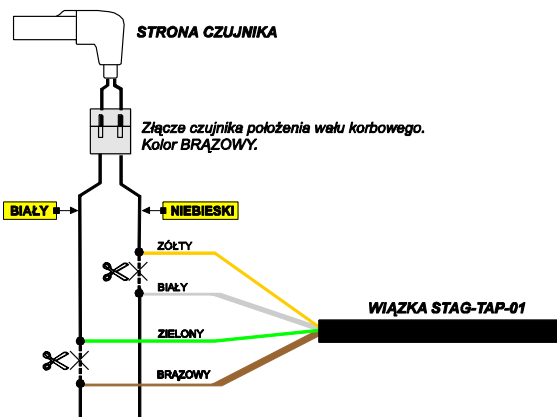 STRONA CZUJNIKA
Złącze czujnika położenia wału korbowego.
Kolor BRĄZOWY.
BIAŁY
NIEBIESKI
ŻÓŁTY
BIAŁY
WIĄZKA STAG-TAP-01
ZIELONY
BRĄZOWY